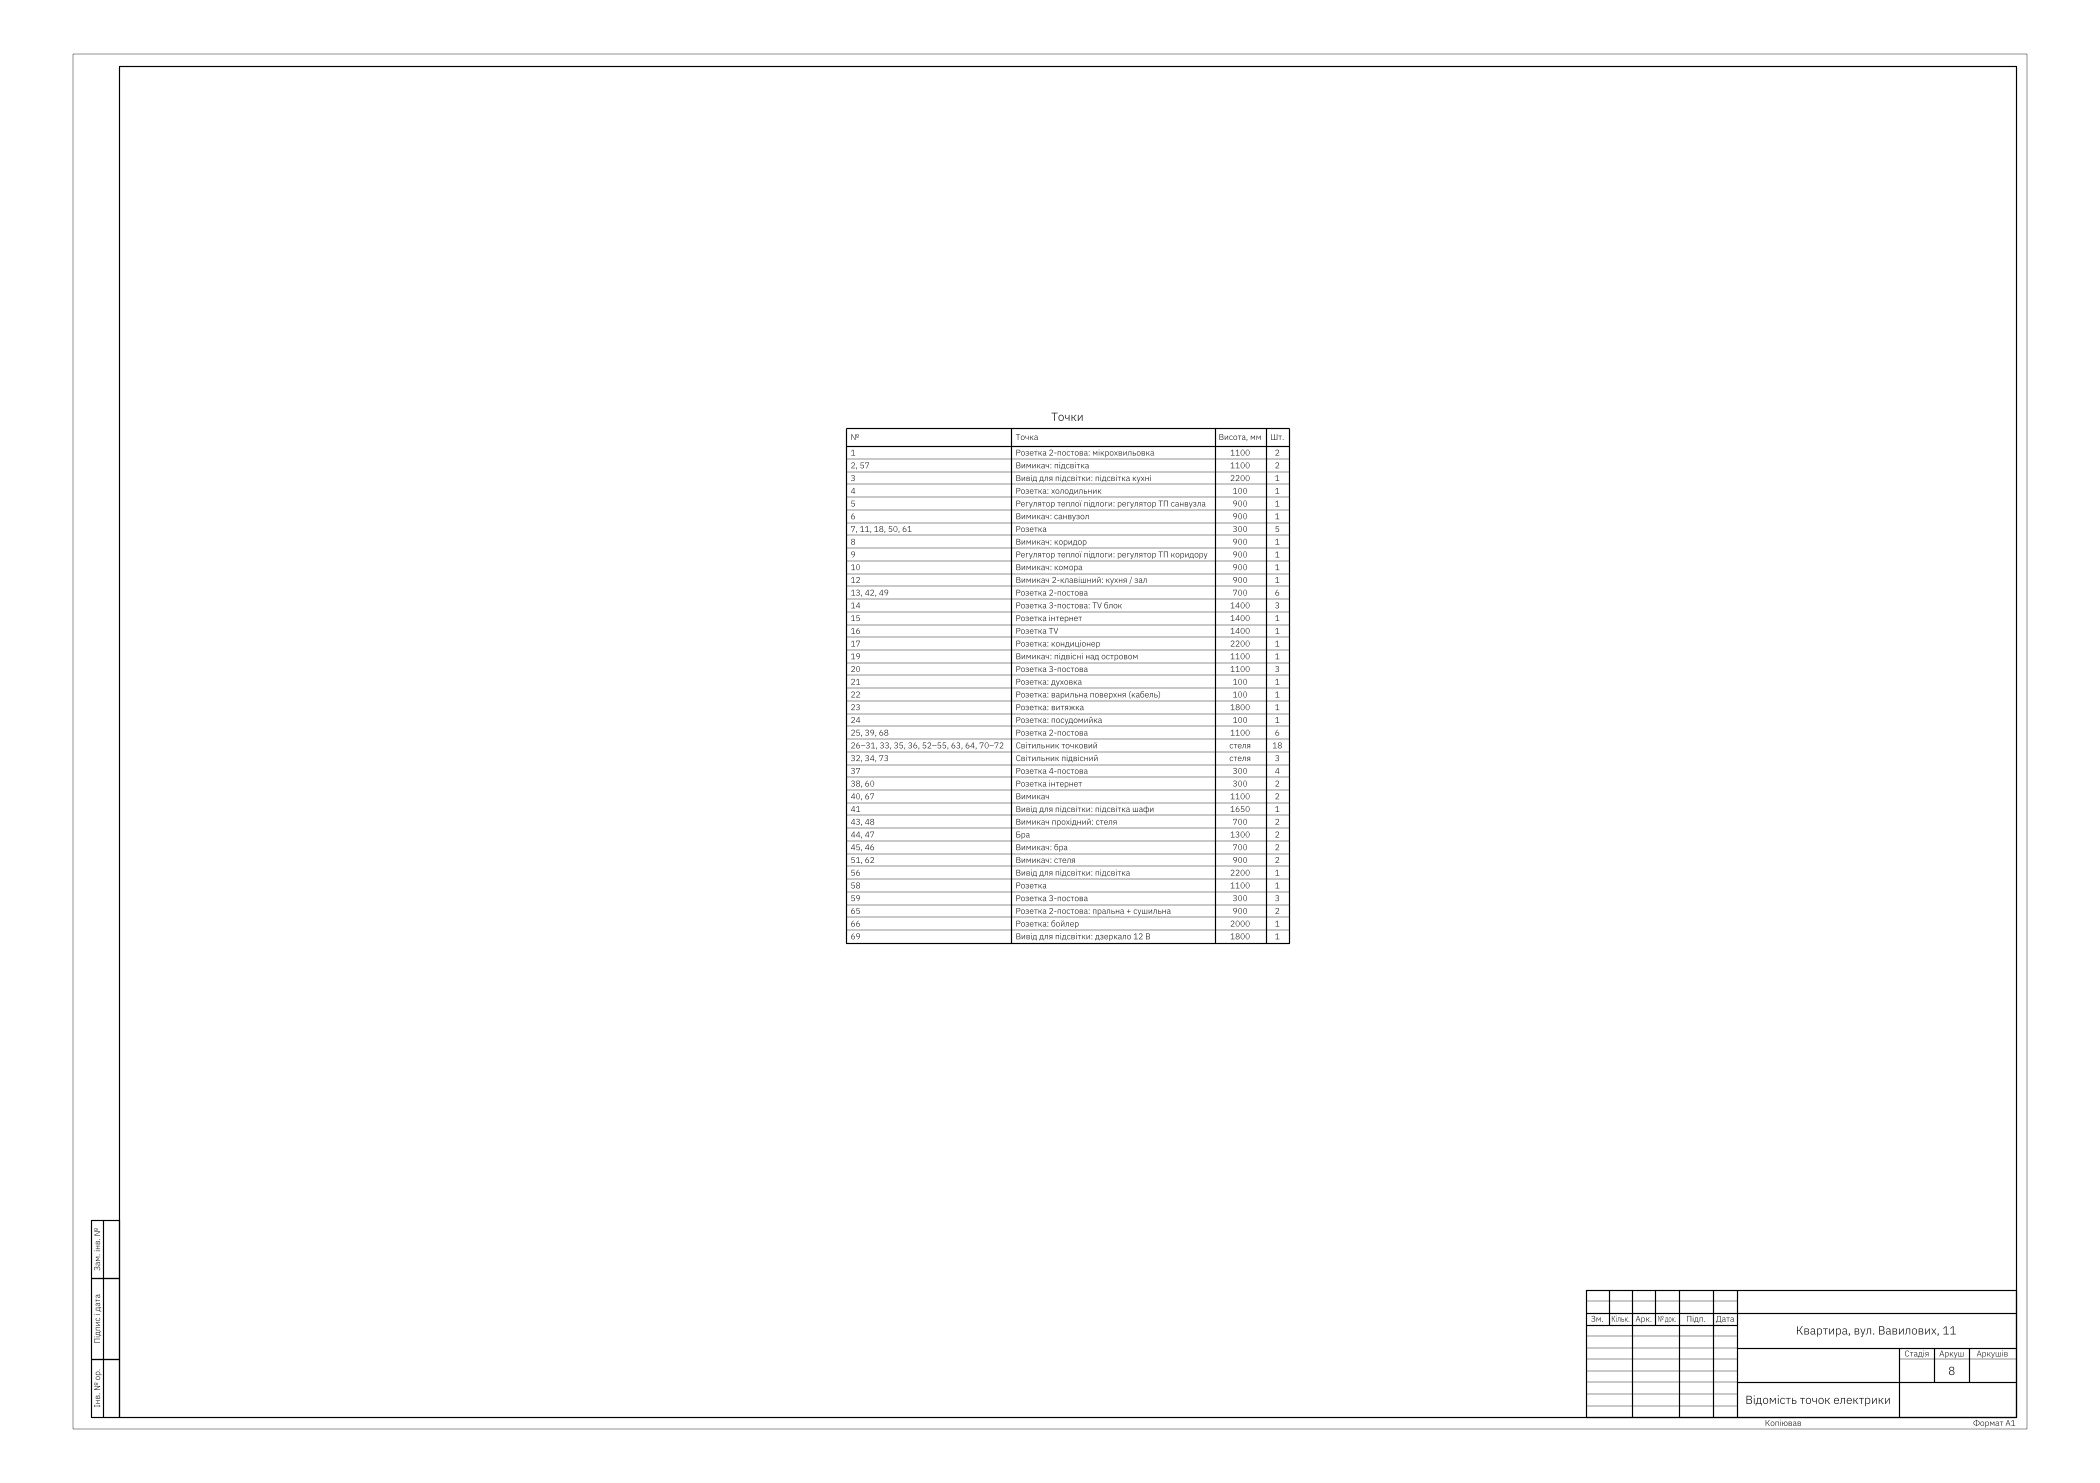 Точки
№ Точка Висота, мм Шт.
1 Розетка 2-постова: мікрохвильовка 1100 2
2, 57 Вимикач: підсвітка 1100 2
3 Вивід для підсвітки: підсвітка кухні 2200 1
4 Розетка: холодильник 100 1
5 Регулятор теплої підлоги: регулятор ТП санвузла 900 1
6 Вимикач: санвузол 900 1
7, 11, 18, 50, 61 Розетка 300 5
8 Вимикач: коридор 900 1
9 Регулятор теплої підлоги: регулятор ТП коридору 900 1
10 Вимикач: комора 900 1
12 Вимикач 2-клавішний: кухня / зал 900 1
13, 42, 49 Розетка 2-постова 700 6
14 Розетка 3-постова: TV блок 1400 3
15 Розетка інтернет 1400 1
16 Розетка TV 1400 1
17 Розетка: кондиціонер 2200 1
19 Вимикач: підвісні над островом 1100 1
20 Розетка 3-постова 1100 3
21 Розетка: духовка 100 1
22 Розетка: варильна поверхня (кабель) 100 1
23 Розетка: витяжка 1800 1
24 Розетка: посудомийка 100 1
25, 39, 68 Розетка 2-постова 1100 6
26–31, 33, 35, 36, 52–55, 63, 64, 70–72 Світильник точковий стеля 18
32, 34, 73 Світильник підвісний стеля 3
37 Розетка 4-постова 300 4
38, 60 Розетка інтернет 300 2
40, 67 Вимикач 1100 2
41 Вивід для підсвітки: підсвітка шафи 1650 1
43, 48 Вимикач прохідний: стеля 700 2
44, 47 Бра 1300 2
45, 46 Вимикач: бра 700 2
51, 62 Вимикач: стеля 900 2
56 Вивід для підсвітки: підсвітка 2200 1
58 Розетка 1100 1
59 Розетка 3-постова 300 3
65 Розетка 2-постова: пральна + сушильна 900 2
66 Розетка: бойлер 2000 1
69 Вивід для підсвітки: дзеркало 12 В 1800 1
Зам. інв. №
Підпис і дата
Інв. № ор.
Зм. Кільк. Арк. № док. Підп. Дата
Квартира, вул. Вавилових, 11
Стадія Аркуш Аркушів
8
Відомість точок електрики
Копіював Формат А1